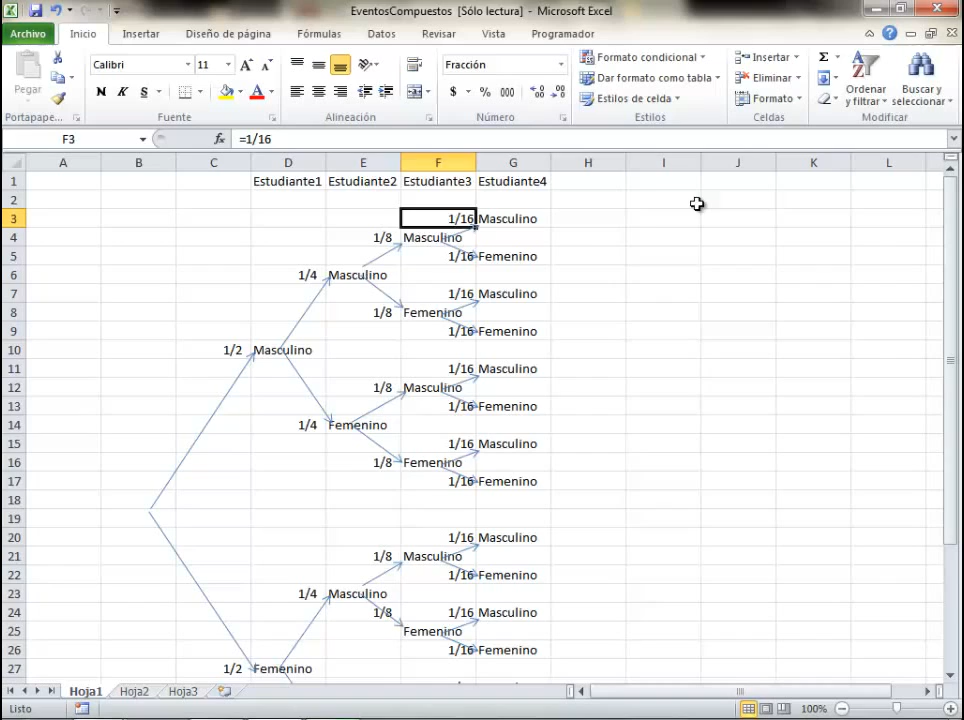 EventosCompuestos [Sólo lectura] - Microsoft Excel
Archivo Inicio Insertar Diseño de página Fórmulas Datos Revisar Vista Programador
Pegar
Calibri 11
N K S
Fracción
$ % 000
Formato condicional
Dar formato como tabla
Estilos de celda
Insertar
Eliminar
Formato
Ordenar y filtrar
Buscar y seleccionar
Portapape... Fuente Alineación Número Estilos Celdas Modificar
F3 fx =1/16
A B C D E F G H I J K L
1 Estudiante1 Estudiante2 Estudiante3 Estudiante4
2
3 1/16 Masculino
4 1/8 Masculino
5 1/16 Femenino
6 1/4 Masculino
7 1/16 Masculino
8 1/8 Femenino
9 1/16 Femenino
10 1/2 Masculino
11 1/16 Masculino
12 1/8 Masculino
13 1/16 Femenino
14 1/4 Femenino
15 1/16 Masculino
16 1/8 Femenino
17 1/16 Femenino
18
19
20 1/16 Masculino
21 1/8 Masculino
22 1/16 Femenino
23 1/4 Masculino
24 1/8 1/16 Masculino
25 Femenino
26 1/16 Femenino
27 1/2 Femenino
Hoja1 Hoja2 Hoja3
Listo 100%